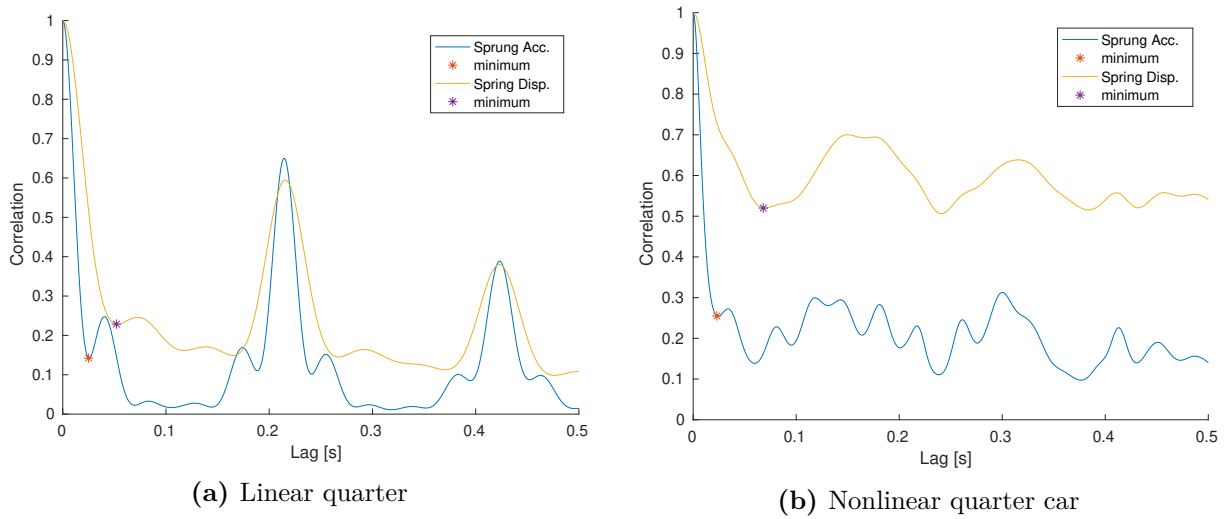 1
0.9
0.8
0.7
0.6
0.5
0.4
0.3
0.2
0.1
0
Correlation
0 0.1 0.2 0.3 0.4 0.5
Lag [s]
Sprung Acc.
minimum
Spring Disp.
minimum
(a) Linear quarter
1
0.9
0.8
0.7
0.6
0.5
0.4
0.3
0.2
0.1
0
Correlation
0 0.1 0.2 0.3 0.4 0.5
Lag [s]
Sprung Acc.
minimum
Spring Disp.
minimum
(b) Nonlinear quarter car